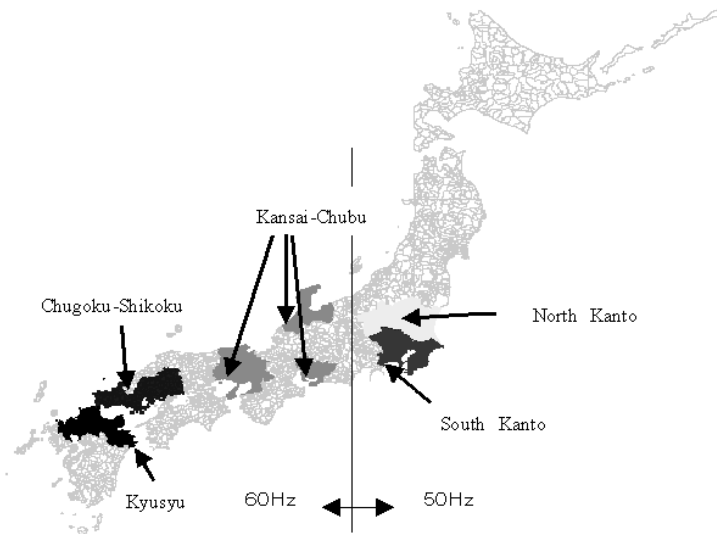 Kansai-Chubu
Chugoku-Shikoku
North Kanto
South Kanto
Kyusyu
60Hz
50Hz